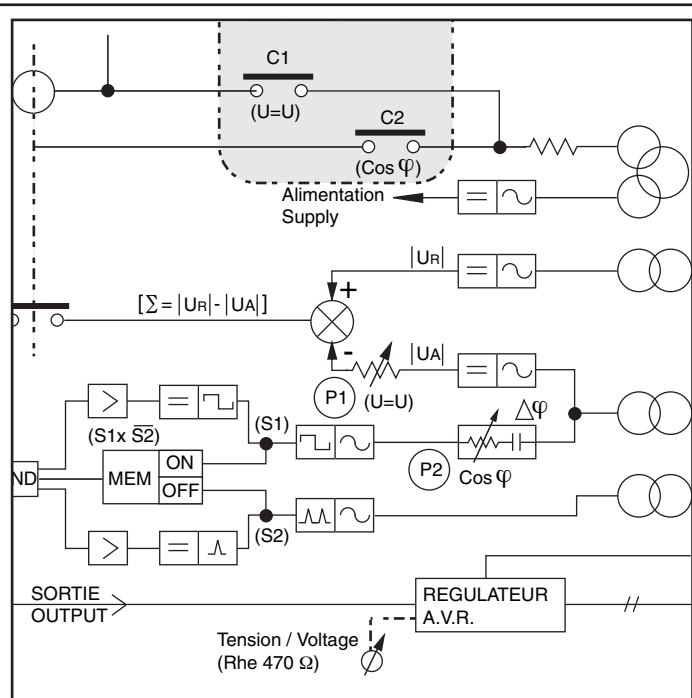 C1
(U=U)
C2
(Cos φ)
Alimentation
Supply
= ~
|UR|
= ~
+
[Σ = |UR| - |UA|]
-
|UA|
= ~
P1
(U=U)
Δφ
>
=
(S1x S̅2̅)
(S1)
~
P2
Cos φ
ND
MEM
ON
OFF
(S2)
~
>
=
SORTIE
OUTPUT
REGULATEUR
A.V.R.
//
Tension / Voltage
(Rhe 470 Ω)